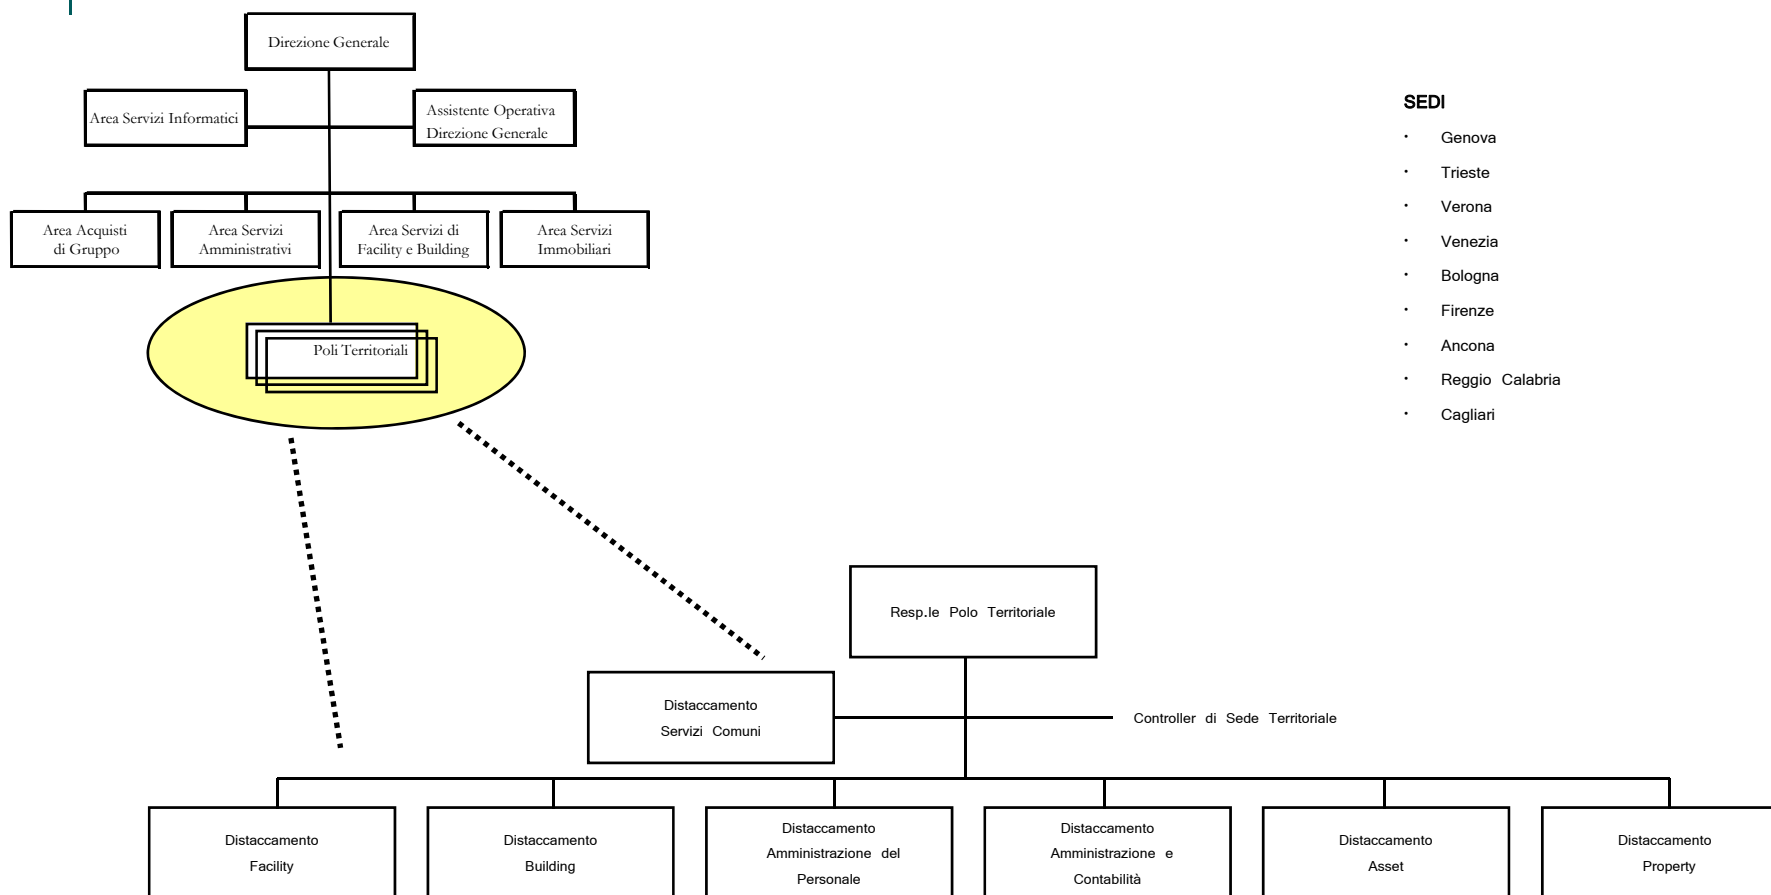 Direzione Generale
Area Servizi Informatici
Assistente Operativa
Direzione Generale
Area Acquisti
di Gruppo
Area Servizi
Amministrativi
Area Servizi di
Facility e Building
Area Servizi
Immobiliari
Poli Territoriali
SEDI
· Genova
· Trieste
· Verona
· Venezia
· Bologna
· Firenze
· Ancona
· Reggio Calabria
· Cagliari
Resp.le Polo Territoriale
Distaccamento
Servizi Comuni
Controller di Sede Territoriale
Distaccamento
Facility
Distaccamento
Building
Distaccamento
Amministrazione del
Personale
Distaccamento
Amministrazione e
Contabilità
Distaccamento
Asset
Distaccamento
Property